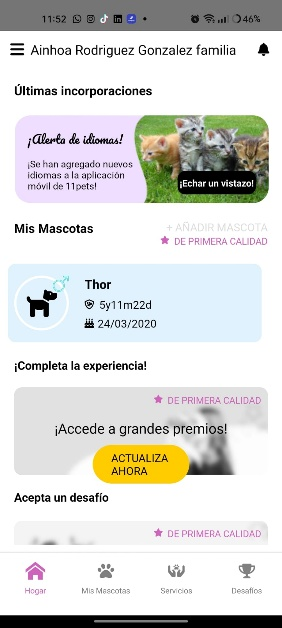 11:52
46%
Ainhoa Rodriguez Gonzalez familia
Últimas incorporaciones
¡Alerta de idiomas!
¡Se han agregado nuevos
idiomas a la aplicación
móvil de 11pets!
¡Echar un vistazo!
Mis Mascotas
+ AÑADIR MASCOTA
DE PRIMERA CALIDAD
Thor
5y11m22d
24/03/2020
¡Completa la experiencia!
DE PRIMERA CALIDAD
¡Accede a grandes premios!
ACTUALIZA
AHORA
Acepta un desafío
DE PRIMERA CALIDAD
Hogar
Mis Mascotas
Servicios
Desafíos